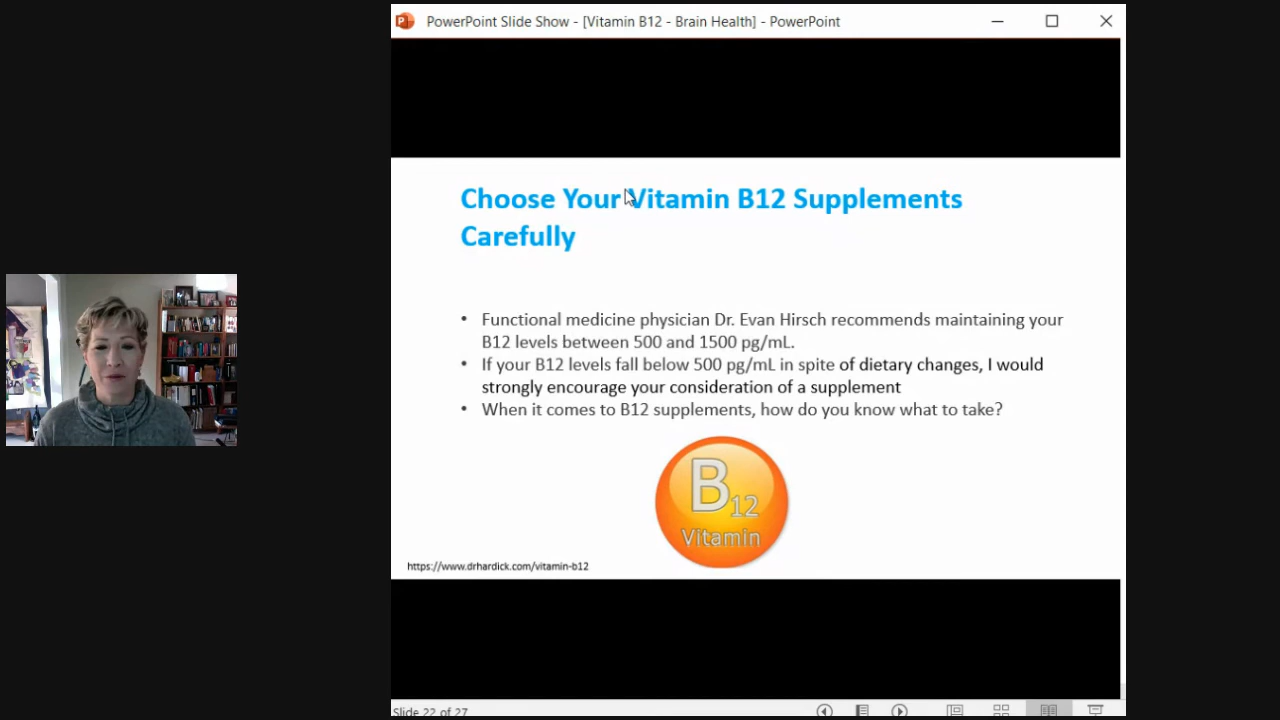 PowerPoint Slide Show - [Vitamin B12 - Brain Health] - PowerPoint
Choose Your Vitamin B12 Supplements
Carefully
• Functional medicine physician Dr. Evan Hirsch recommends maintaining your
B12 levels between 500 and 1500 pg/mL.
• If your B12 levels fall below 500 pg/mL in spite of dietary changes, I would
strongly encourage your consideration of a supplement
• When it comes to B12 supplements, how do you know what to take?
B12
Vitamin
https://www.drhardick.com/vitamin-b12
Slide 22 of 27